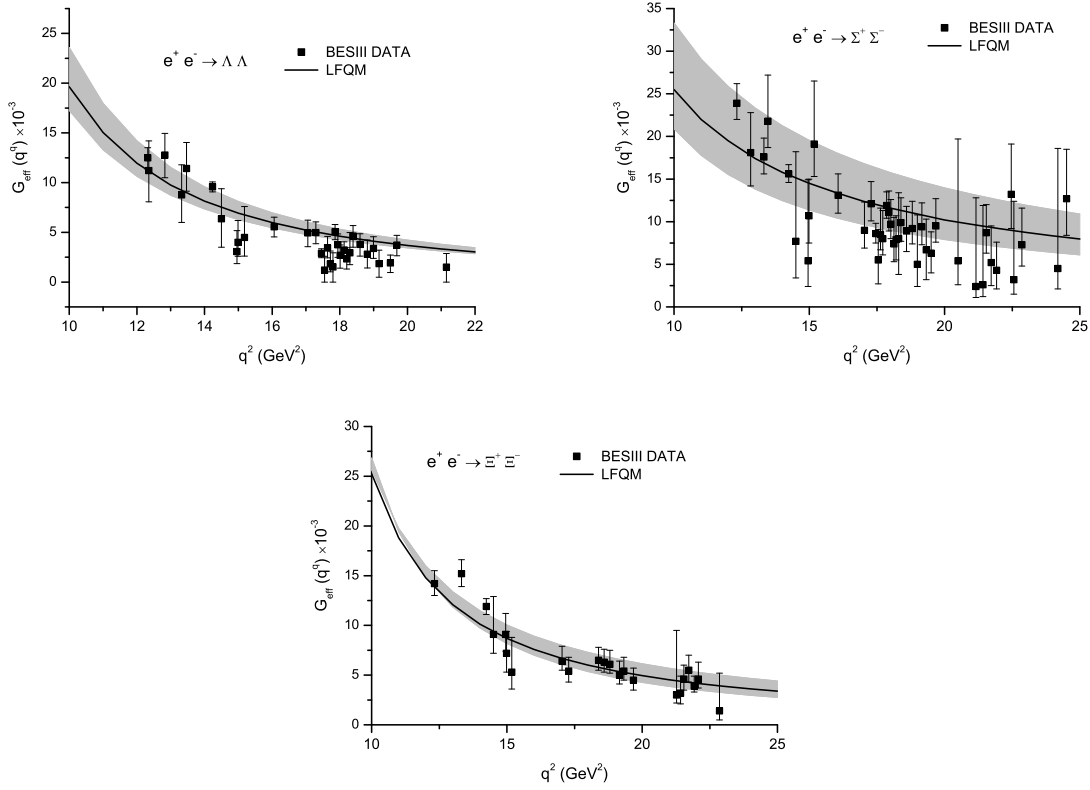 25
20
15
10
5
0
G_eff (q^q) ×10^-3
e^+ e^- → Λ Λ
BESIII DATA
LFQM
10 12 14 16 18 20 22
q^2 (GeV^2)
35
30
25
20
15
10
5
0
G_eff (q^q) ×10^-3
e^+ e^- → Σ^+ Σ^-
BESIII DATA
LFQM
10 15 20 25
q^2 (GeV^2)
30
25
20
15
10
5
0
G_eff (q^q) ×10^-3
e^+ e^- → Ξ^+ Ξ^-
BESIII DATA
LFQM
10 15 20 25
q^2 (GeV^2)